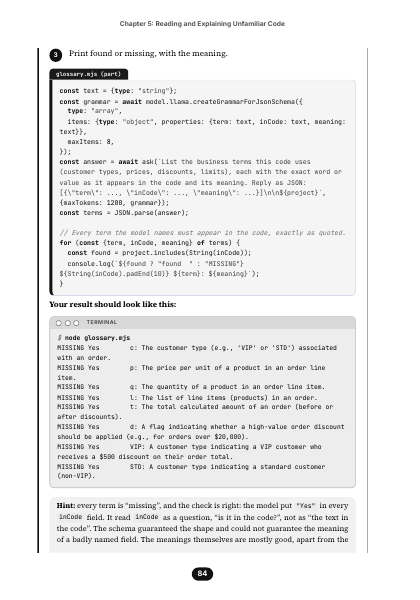 Chapter 5: Reading and Explaining Unfamiliar Code
3 Print found or missing, with the meaning.
glossary.mjs (part)
const text = {type: "string"};
const grammar = await model.llama.createGrammarForJsonSchema({
  type: "array",
  items: {type: "object", properties: {term: text, inCode: text, meaning:
text}},
  maxItems: 8,
});
const answer = await ask(`List the business terms this code uses
(customer types, prices, discounts, limits), each with the exact word or
value as it appears in the code and its meaning. Reply as JSON:
[{\"term\": ..., \"inCode\": ..., \"meaning\": ...}]\n\n${project}`,
{maxTokens: 1200, grammar});
const terms = JSON.parse(answer);
// Every term the model names must appear in the code, exactly as quoted.
for (const {term, inCode, meaning} of terms) {
  const found = project.includes(String(inCode));
  console.log(`${found ? "found  " : "MISSING"}
${String(inCode).padEnd(10)} ${term}: ${meaning}`);
}
Your result should look like this:
TERMINAL
$ node glossary.mjs
MISSING Yes        c: The customer type (e.g., 'VIP' or 'STD') associated
with an order.
MISSING Yes        p: The price per unit of a product in an order line
item.
MISSING Yes        q: The quantity of a product in an order line item.
MISSING Yes        l: The list of line items (products) in an order.
MISSING Yes        t: The total calculated amount of an order (before or
after discounts).
MISSING Yes        d: A flag indicating whether a high-value order discount
should be applied (e.g., for orders over $20,000).
MISSING Yes        VIP: A customer type indicating a VIP customer who
receives a $500 discount on their order total.
MISSING Yes        STD: A customer type indicating a standard customer
(non-VIP).
Hint: every term is “missing”, and the check is right: the model put "Yes" in every
inCode field. It read inCode as a question, “is it in the code?”, not as “the text in
the code”. The schema guaranteed the shape and could not guarantee the meaning
of a badly named field. The meanings themselves are mostly good, apart from the
84